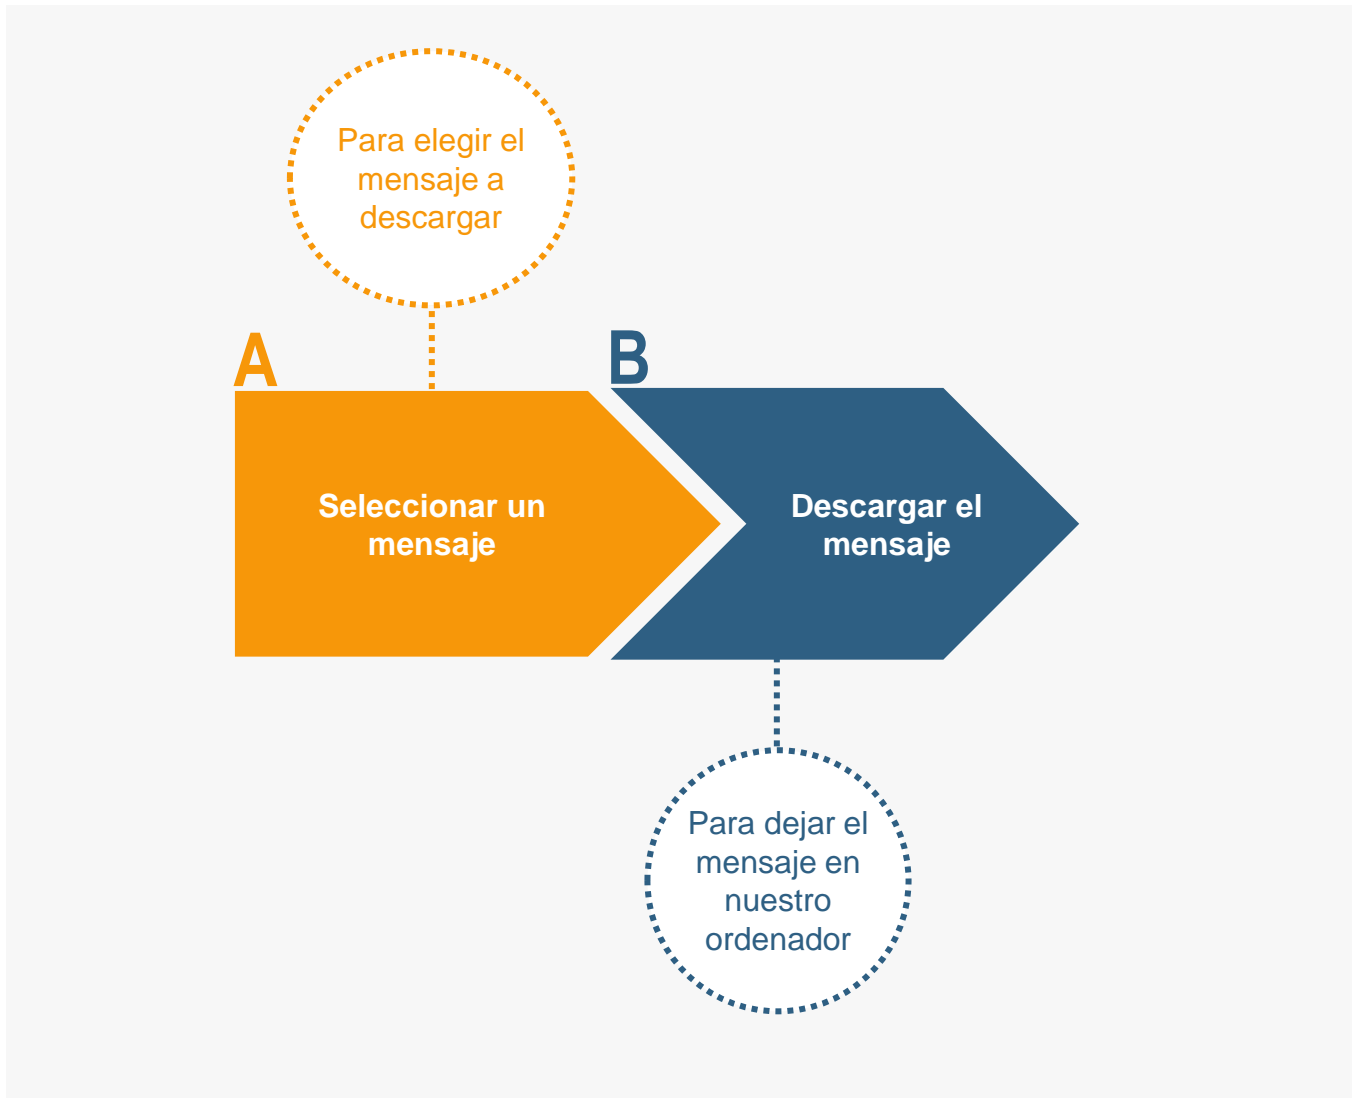 Para elegir el
mensaje a
descargar
A
B
Seleccionar un
mensaje
Descargar el
mensaje
Para dejar el
mensaje en
nuestro
ordenador